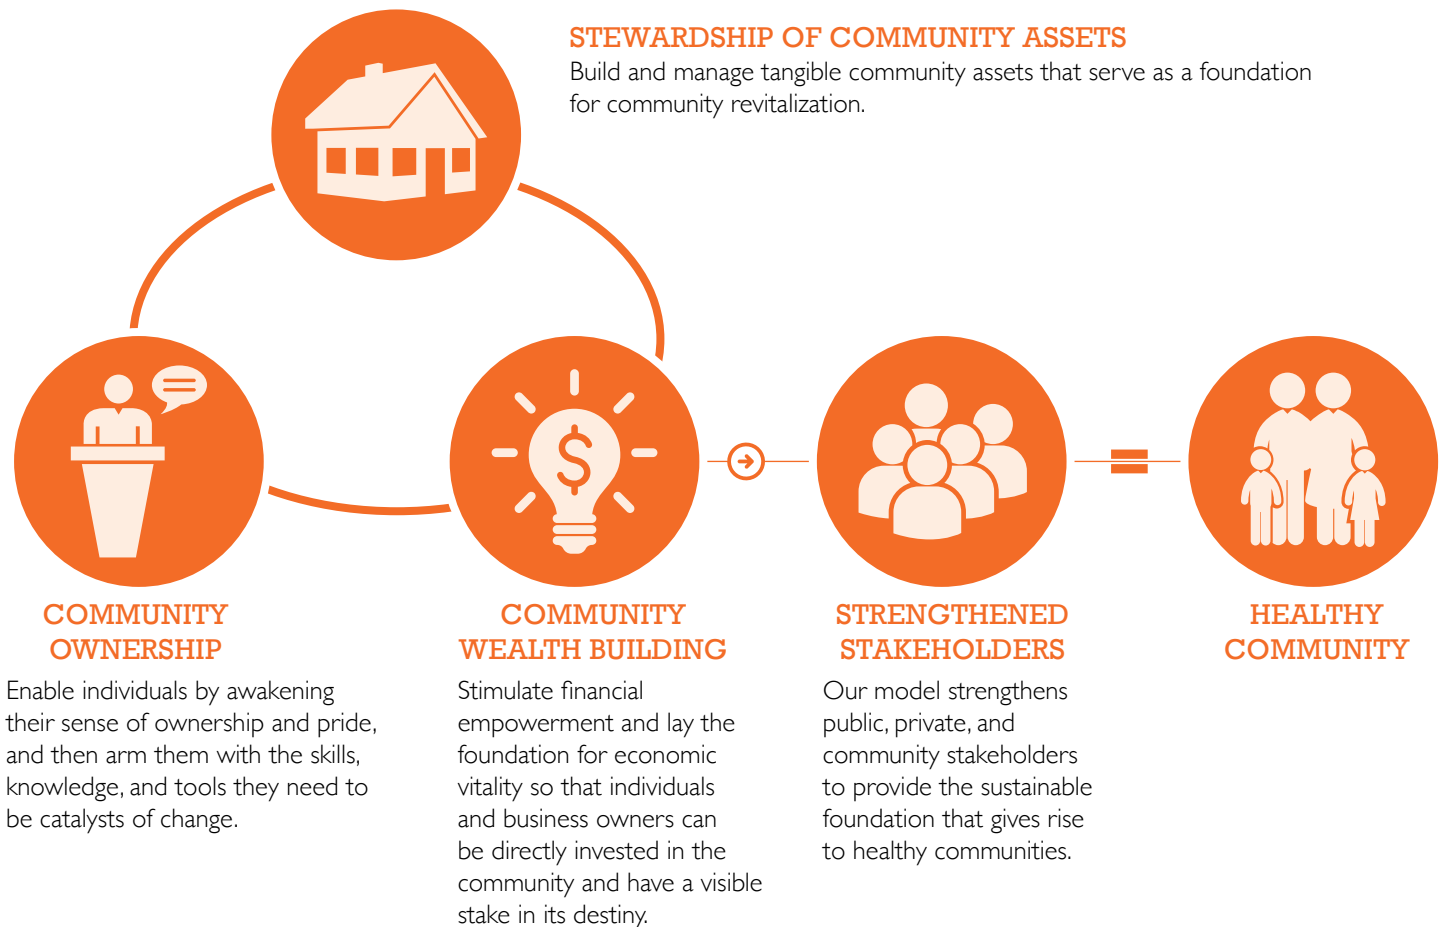 STEWARDSHIP OF COMMUNITY ASSETS
Build and manage tangible community assets that serve as a foundation
for community revitalization.
COMMUNITY
OWNERSHIP
Enable individuals by awakening
their sense of ownership and pride,
and then arm them with the skills,
knowledge, and tools they need to
be catalysts of change.
$
COMMUNITY
WEALTH BUILDING
Stimulate financial
empowerment and lay the
foundation for economic
vitality so that individuals
and business owners can
be directly invested in the
community and have a visible
stake in its destiny.
STRENGTHENED
STAKEHOLDERS
Our model strengthens
public, private, and
community stakeholders
to provide the sustainable
foundation that gives rise
to healthy communities.
HEALTHY
COMMUNITY